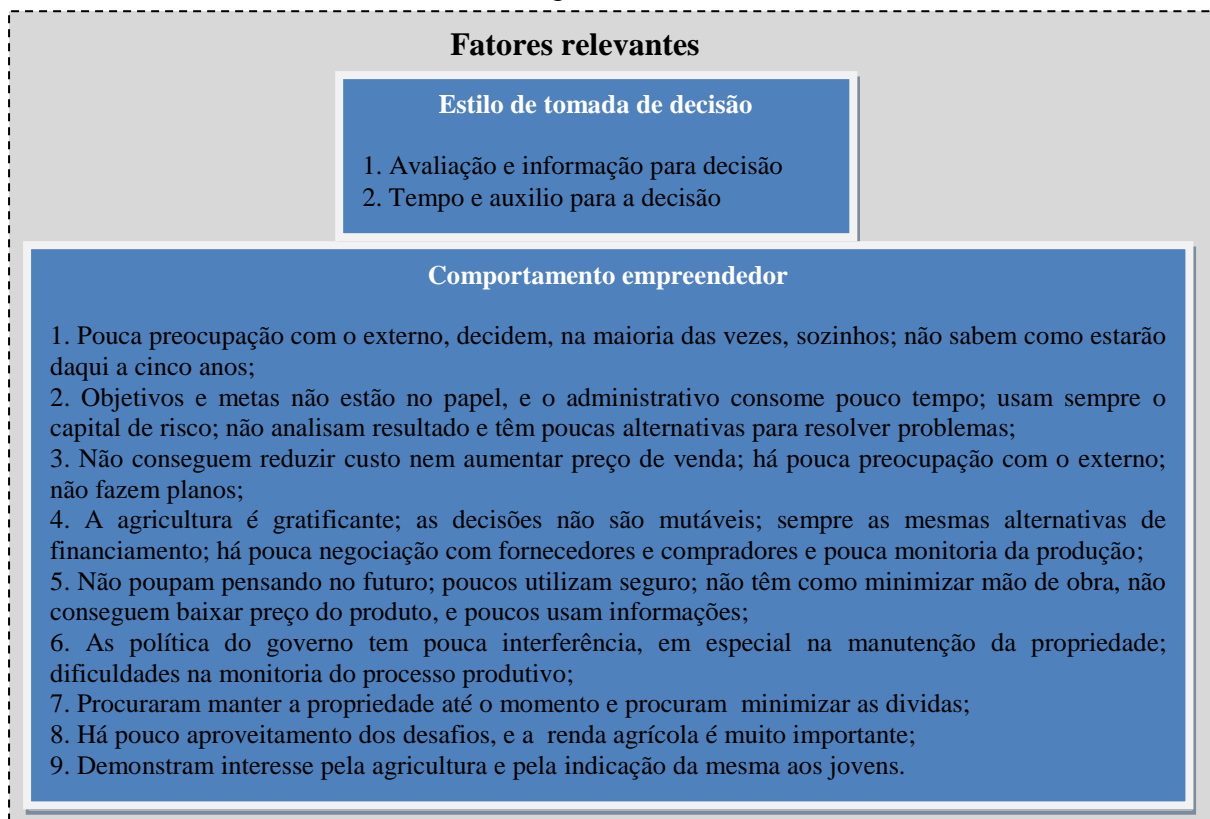 Fatores relevantes
Estilo de tomada de decisão
1. Avaliação e informação para decisão
2. Tempo e auxilio para a decisão
Comportamento empreendedor
1. Pouca preocupação com o externo, decidem, na maioria das vezes, sozinhos; não sabem como estarão
daqui a cinco anos;
2. Objetivos e metas não estão no papel, e o administrativo consome pouco tempo; usam sempre o
capital de risco; não analisam resultado e têm poucas alternativas para resolver problemas;
3. Não conseguem reduzir custo nem aumentar preço de venda; há pouca preocupação com o externo;
não fazem planos;
4. A agricultura é gratificante; as decisões não são mutáveis; sempre as mesmas alternativas de
financiamento; há pouca negociação com fornecedores e compradores e pouca monitoria da produção;
5. Não poupam pensando no futuro; poucos utilizam seguro; não têm como minimizar mão de obra, não
conseguem baixar preço do produto, e poucos usam informações;
6. As política do governo tem pouca interferência, em especial na manutenção da propriedade;
dificuldades na monitoria do processo produtivo;
7. Procuraram manter a propriedade até o momento e procuram minimizar as dividas;
8. Há pouco aproveitamento dos desafios, e a renda agrícola é muito importante;
9. Demonstram interesse pela agricultura e pela indicação da mesma aos jovens.